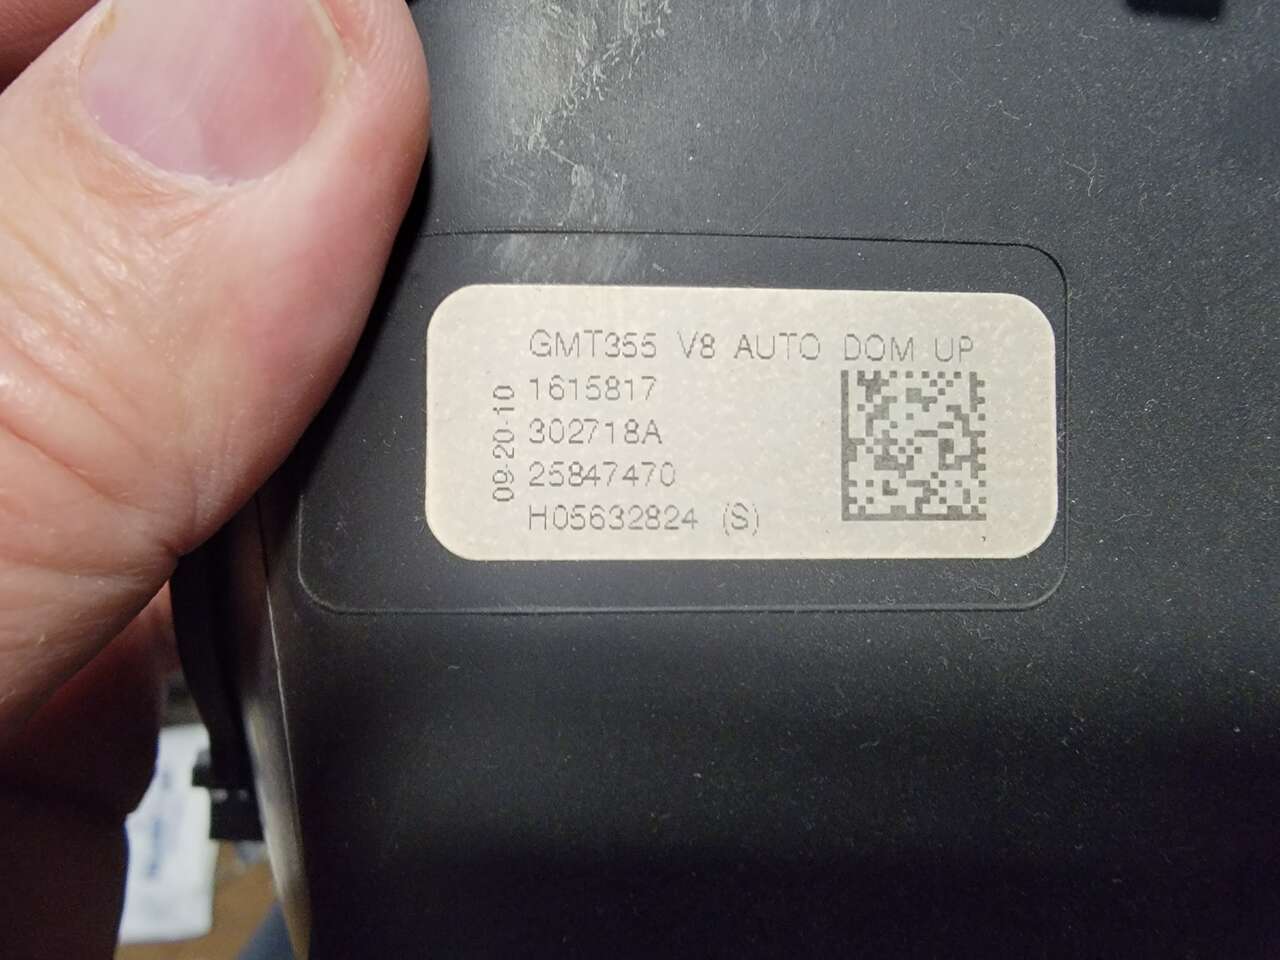 GMT355 V8 AUTO DOM UP
1615817
302718A
25847470
H05632824 (S)
09-20-10